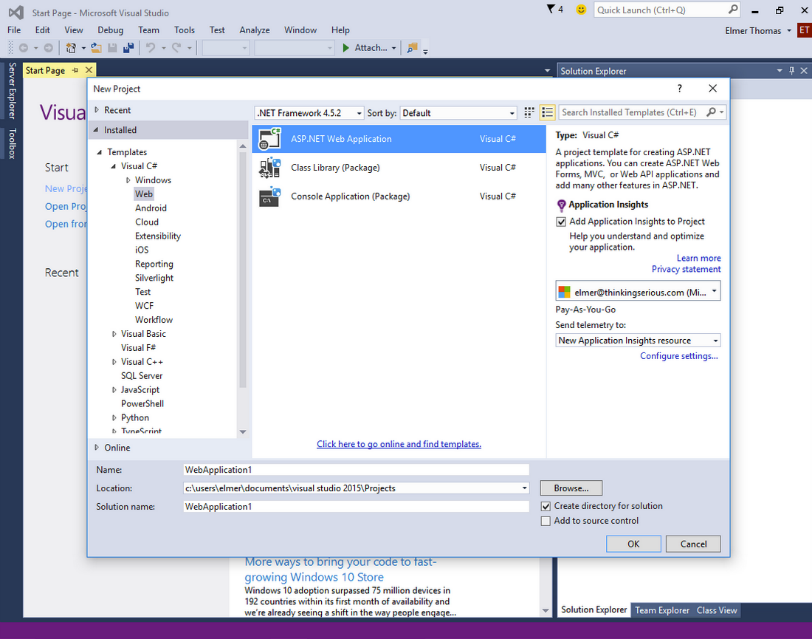 Start Page - Microsoft Visual Studio
4
Quick Launch (Ctrl+Q)
File Edit View Debug Team Tools Test Analyze Window Help
Elmer Thomas
ET
Attach...
Server Explorer
Toolbox
Start Page
Solution Explorer
Visua
Start
New Proje
Open Proj
Open from
Recent
New Project
?
Recent
Installed
Templates
Visual C#
Windows
Web
Android
Cloud
Extensibility
iOS
Reporting
Silverlight
Test
WCF
Workflow
Visual Basic
Visual F#
Visual C++
SQL Server
JavaScript
PowerShell
Python
TypeScript
Online
.NET Framework 4.5.2
Sort by: Default
Search Installed Templates (Ctrl+E)
ASP.NET Web Application Visual C#
Class Library (Package) Visual C#
Console Application (Package) Visual C#
Click here to go online and find templates.
Type: Visual C#
A project template for creating ASP.NET
applications. You can create ASP.NET Web
Forms, MVC, or Web API applications and
add many other features in ASP.NET.
Application Insights
Add Application Insights to Project
Help you understand and optimize
your application.
Learn more
Privacy statement
elmer@thinkingserious.com (Mi...
Pay-As-You-Go
Send telemetry to:
New Application Insights resource
Configure settings...
Name: WebApplication1
Location: c:\users\elmer\documents\visual studio 2015\Projects
Browse...
Solution name: WebApplication1
Create directory for solution
Add to source control
OK Cancel
More ways to bring your code to fast-
growing Windows 10 Store
Windows 10 adoption surpassed 75 million devices in
192 countries within its first month of availability and
we're already seeing a shift in the way people engage...
Solution Explorer Team Explorer Class View